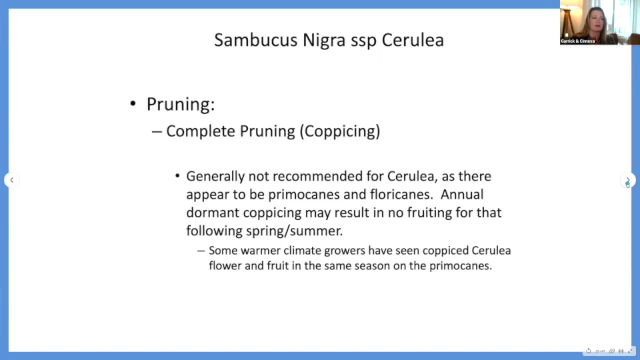 Sambucus Nigra ssp Cerulea
• Pruning:
– Complete Pruning (Coppicing)
• Generally not recommended for Cerulea, as there
appear to be primocanes and floricanes. Annual
dormant coppicing may result in no fruiting for that
following spring/summer.
– Some warmer climate growers have seen coppiced Cerulea
flower and fruit in the same season on the primocanes.